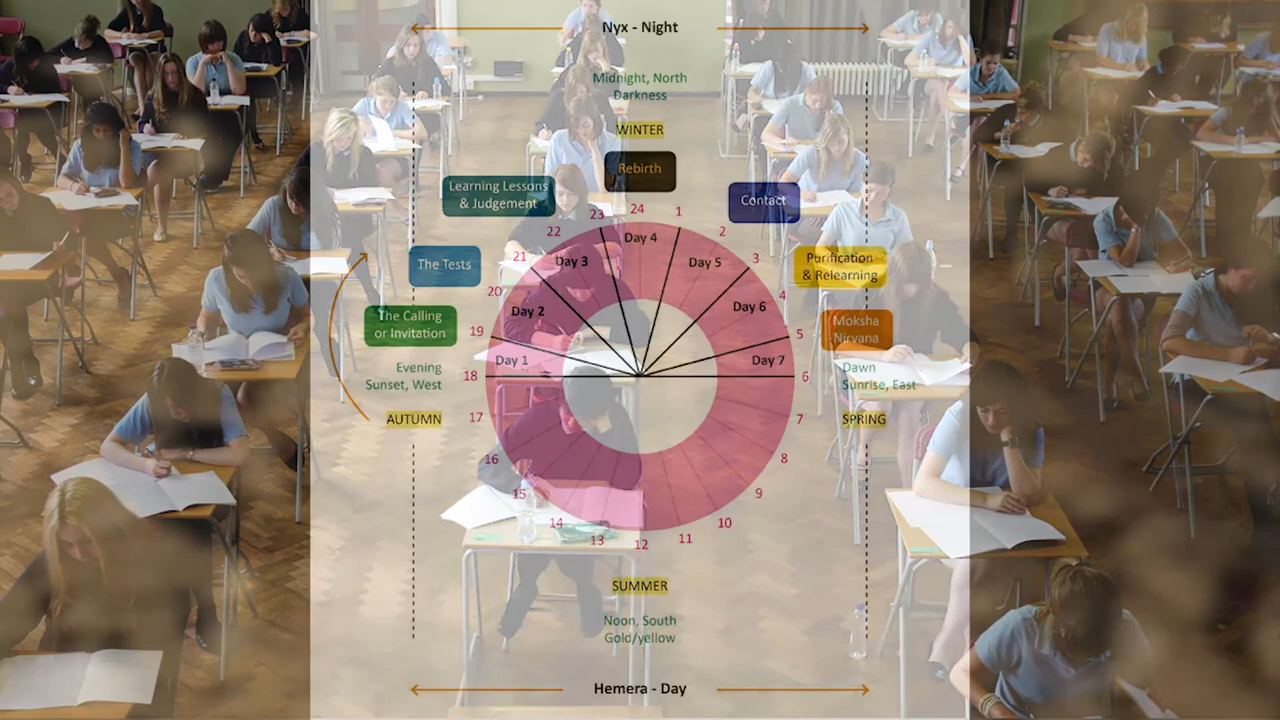 Nyx - Night
Midnight, North
Darkness
WINTER
Rebirth
Learning Lessons
& Judgement
Contact
The Tests
Purification
& Relearning
The Calling
or Invitation
Moksha
-Nirvana
24
1
2
3
4
5
6
7
8
9
10
11
12
13
14
15
16
17
18
19
20
21
22
23
Day 1
Day 2
Day 3
Day 4
Day 5
Day 6
Day 7
Evening
Sunset, West
AUTUMN
Dawn
Sunrise, East
SPRING
SUMMER
Noon, South
Gold/yellow
Hemera - Day